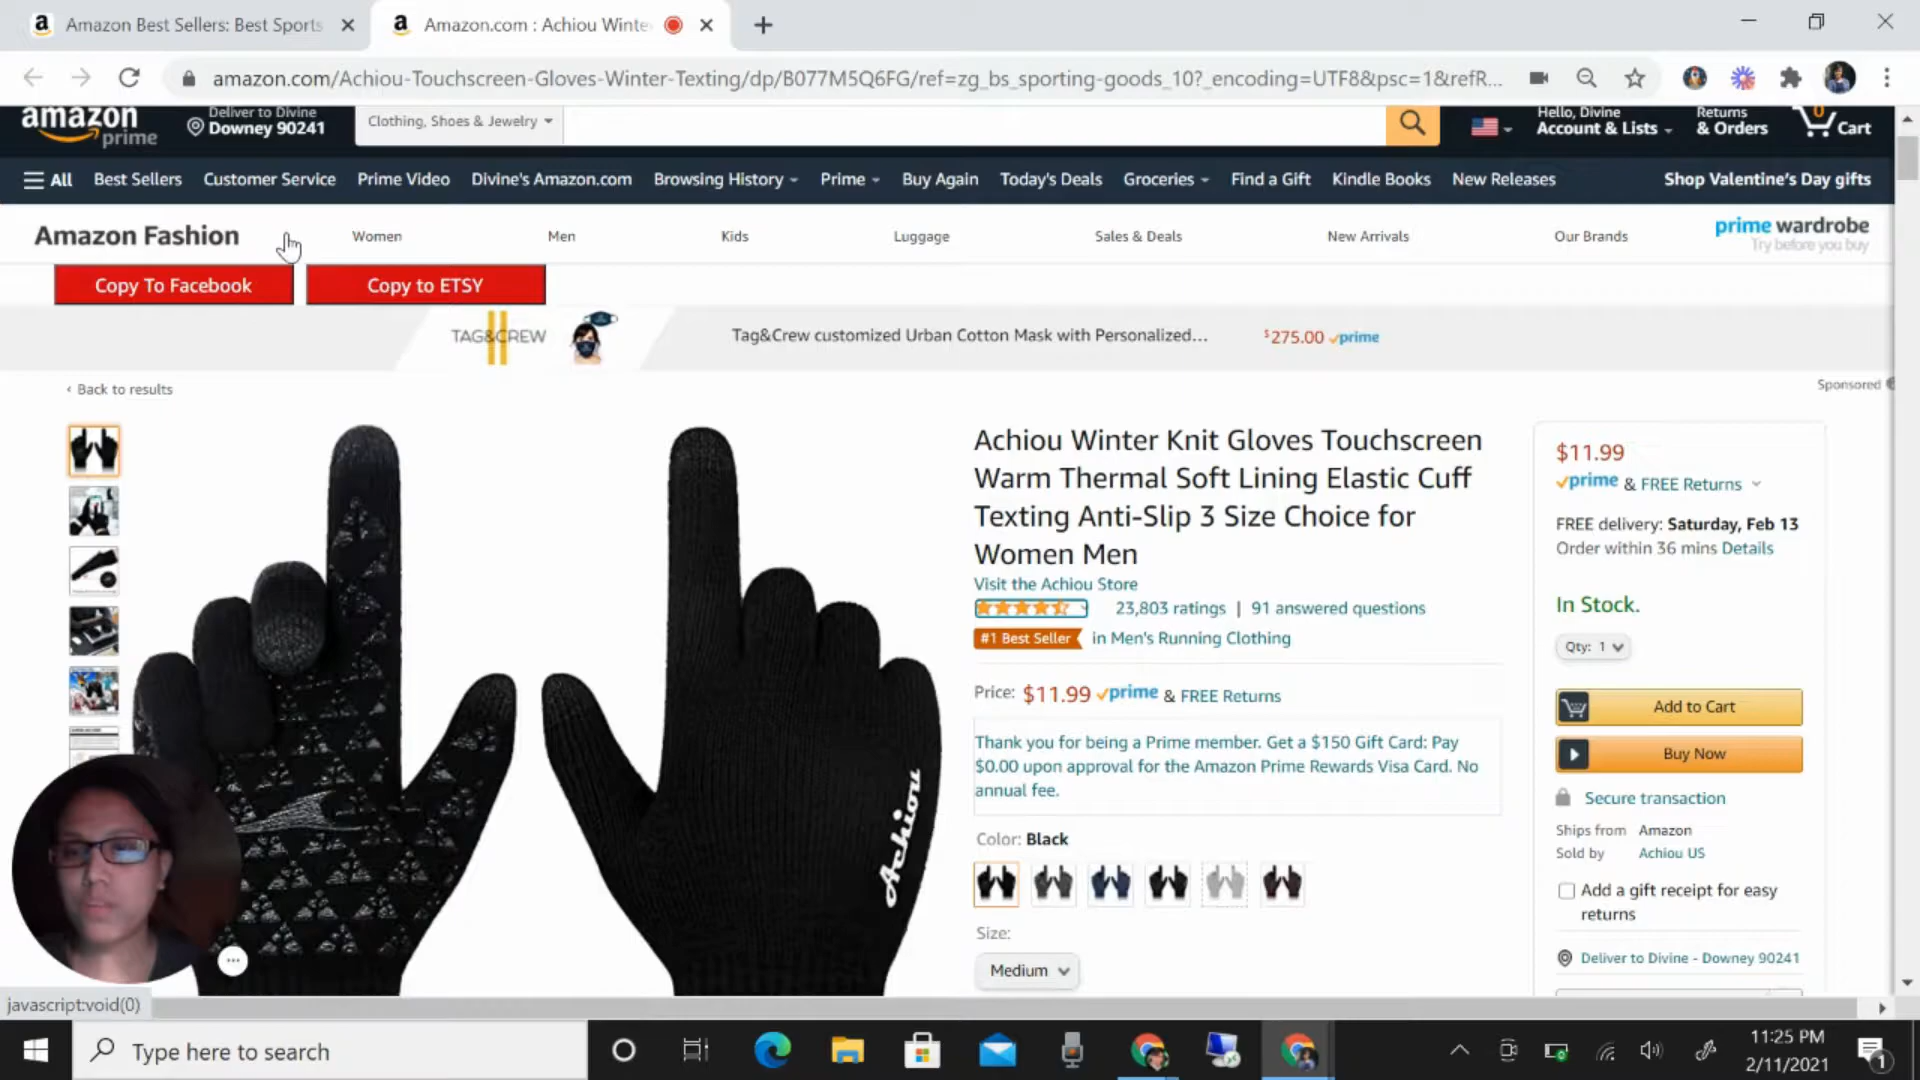 Amazon Best Sellers: Best Sports
Amazon.com : Achiou Winte
amazon.com/Achiou-Touchscreen-Gloves-Winter-Texting/dp/B077M5Q6FG/ref=zg_bs_sporting-goods_10?_encoding=UTF8&psc=1&refR...
amazon
prime
Deliver to Divine
Downey 90241
Clothing, Shoes & Jewelry
Hello, Divine
Account & Lists
Returns
& Orders
0
Cart
All
Best Sellers
Customer Service
Prime Video
Divine's Amazon.com
Browsing History
Prime
Buy Again
Today's Deals
Groceries
Find a Gift
Kindle Books
New Releases
Shop Valentine's Day gifts
Amazon Fashion
Women
Men
Kids
Luggage
Sales & Deals
New Arrivals
Our Brands
prime wardrobe
Try before you buy
Copy To Facebook
Copy to ETSY
TAG&CREW
Tag&Crew customized Urban Cotton Mask with Personalized...
$275.00 prime
‹ Back to results
Sponsored
Achiou Winter Knit Gloves Touchscreen
Warm Thermal Soft Lining Elastic Cuff
Texting Anti-Slip 3 Size Choice for
Women Men
Visit the Achiou Store
23,803 ratings | 91 answered questions
#1 Best Seller in Men's Running Clothing
Price: $11.99 prime & FREE Returns
Thank you for being a Prime member. Get a $150 Gift Card: Pay
$0.00 upon approval for the Amazon Prime Rewards Visa Card. No
annual fee.
Color: Black
Size:
Medium
Achiou
$11.99
prime & FREE Returns
FREE delivery: Saturday, Feb 13
Order within 36 mins Details
In Stock.
Qty: 1
Add to Cart
Buy Now
Secure transaction
Ships from Amazon
Sold by Achiou US
Add a gift receipt for easy
returns
Deliver to Divine - Downey 90241
javascript:void(0)
Type here to search
11:25 PM
2/11/2021
1